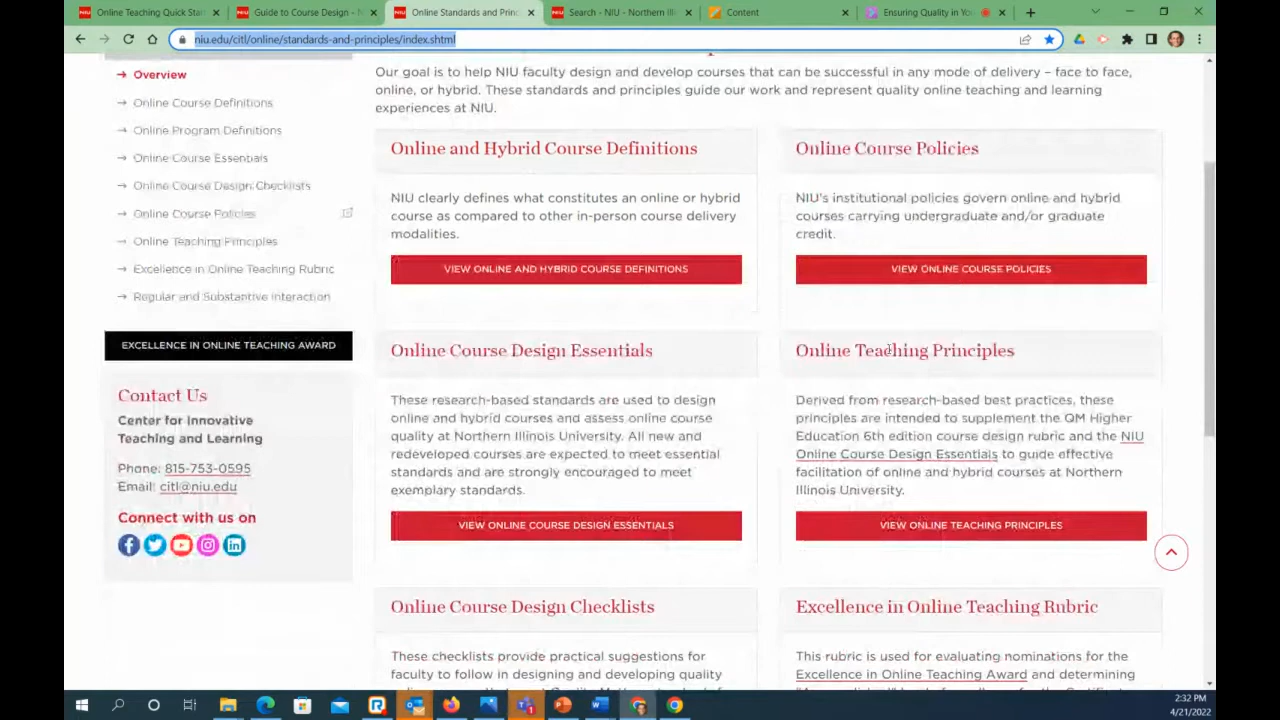 Online Teaching Quick Star
Guide to Course Design - N
Online Standards and Princ
Search - NIU - Northern Illi
Content
Ensuring Quality in You
niu.edu/citl/online/standards-and-principles/index.shtml
Overview
Online Course Definitions
Online Program Definitions
Online Course Essentials
Online Course Design Checklists
Online Course Policies
Online Teaching Principles
Excellence in Online Teaching Rubric
Regular and Substantive Interaction
EXCELLENCE IN ONLINE TEACHING AWARD
Contact Us
Center for Innovative
Teaching and Learning
Phone: 815-753-0595
Email: citl@niu.edu
Connect with us on
Our goal is to help NIU faculty design and develop courses that can be successful in any mode of delivery – face to face,
online, or hybrid. These standards and principles guide our work and represent quality online teaching and learning
experiences at NIU.
Online and Hybrid Course Definitions
NIU clearly defines what constitutes an online or hybrid
course as compared to other in-person course delivery
modalities.
VIEW ONLINE AND HYBRID COURSE DEFINITIONS
Online Course Policies
NIU's institutional policies govern online and hybrid
courses carrying undergraduate and/or graduate
credit.
VIEW ONLINE COURSE POLICIES
Online Course Design Essentials
These research-based standards are used to design
online and hybrid courses and assess online course
quality at Northern Illinois University. All new and
redeveloped courses are expected to meet essential
standards and are strongly encouraged to meet
exemplary standards.
VIEW ONLINE COURSE DESIGN ESSENTIALS
Online Teaching Principles
Derived from research-based best practices, these
principles are intended to supplement the QM Higher
Education 6th edition course design rubric and the NIU
Online Course Design Essentials to guide effective
facilitation of online and hybrid courses at Northern
Illinois University.
VIEW ONLINE TEACHING PRINCIPLES
Online Course Design Checklists
These checklists provide practical suggestions for
faculty to follow in designing and developing quality
Excellence in Online Teaching Rubric
This rubric is used for evaluating nominations for the
Excellence in Online Teaching Award and determining
2:32 PM
4/21/2022